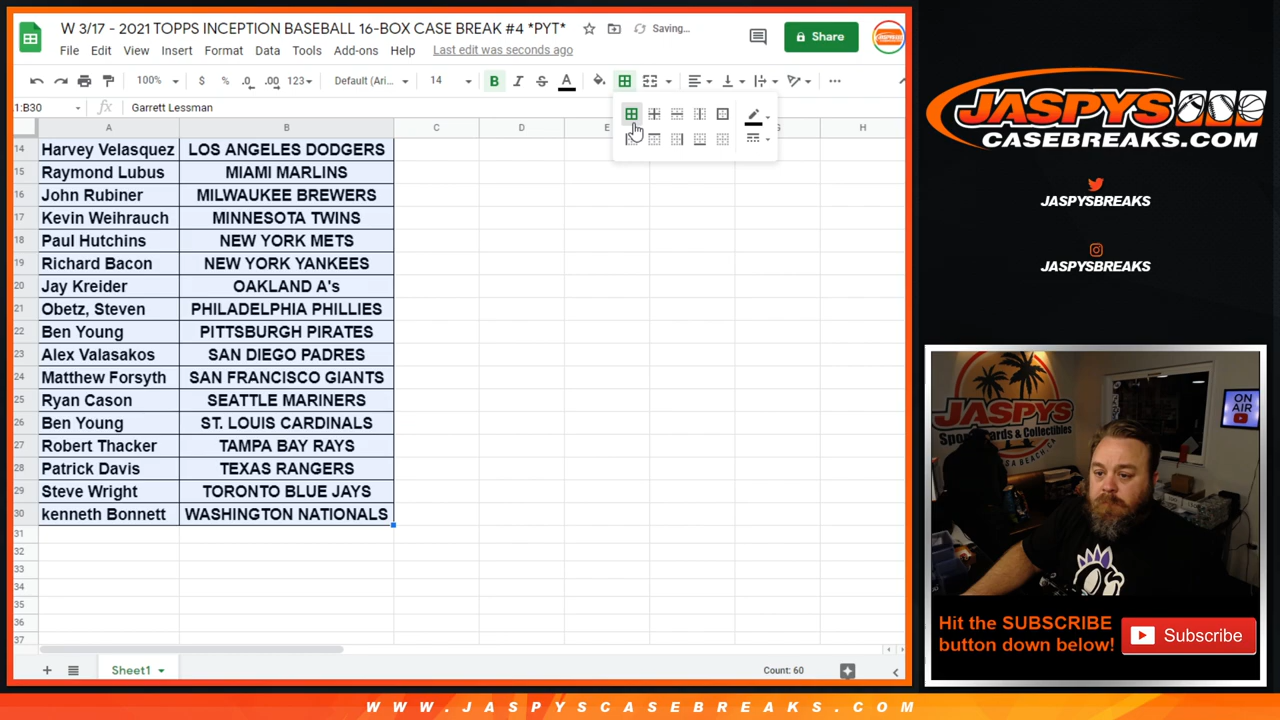 W 3/17 - 2021 TOPPS INCEPTION BASEBALL 16-BOX CASE BREAK #4 *PYT*
Saving...
File Edit View Insert Format Data Tools Add-ons Help Last edit was seconds ago
Share
100% $ % .0 .00 123 Default (Ari... 14 B I S A
1:B30 fx Garrett Lessman
A B C D E G H
14 Harvey Velasquez LOS ANGELES DODGERS
15 Raymond Lubus MIAMI MARLINS
16 John Rubiner MILWAUKEE BREWERS
17 Kevin Weihrauch MINNESOTA TWINS
18 Paul Hutchins NEW YORK METS
19 Richard Bacon NEW YORK YANKEES
20 Jay Kreider OAKLAND A's
21 Obetz, Steven PHILADELPHIA PHILLIES
22 Ben Young PITTSBURGH PIRATES
23 Alex Valasakos SAN DIEGO PADRES
24 Matthew Forsyth SAN FRANCISCO GIANTS
25 Ryan Cason SEATTLE MARINERS
26 Ben Young ST. LOUIS CARDINALS
27 Robert Thacker TAMPA BAY RAYS
28 Patrick Davis TEXAS RANGERS
29 Steve Wright TORONTO BLUE JAYS
30 kenneth Bonnett WASHINGTON NATIONALS
31
32
33
34
35
36
37
Sheet1
Count: 60
JASPYS
CASEBREAKS.COM
JASPYSBREAKS
JASPYSBREAKS
JASPYS
Sports Cards & Collectibles
ON AIR
Hit the SUBSCRIBE
button down below!
Subscribe
WWW.JASPYSCASEBREAKS.COM